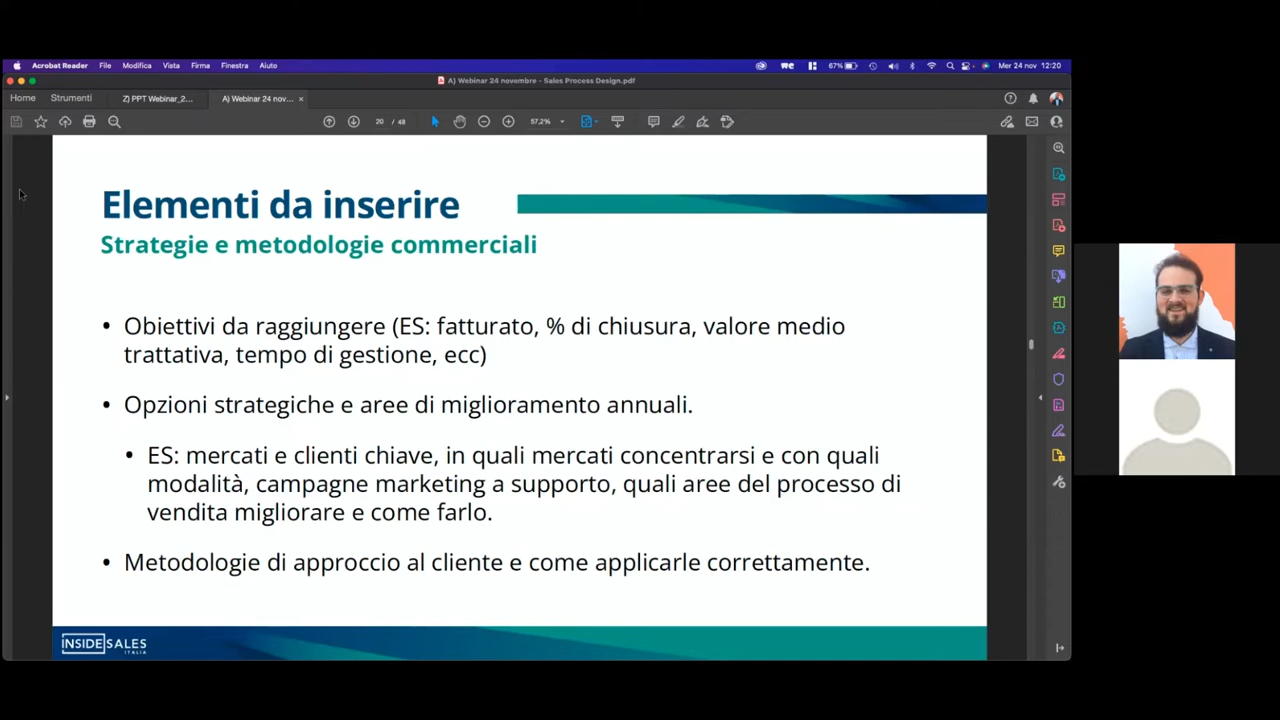 Acrobat Reader File Modifica Vista Firma Finestra Aiuto 67% Mer 24 nov 12:20
A) Webinar 24 novembre - Sales Process Design.pdf
Home Strumenti Z) PPT Webinar_2... A) Webinar 24 nov... ×
20 / 48 57,2%
Elementi da inserire
Strategie e metodologie commerciali
• Obiettivi da raggiungere (ES: fatturato, % di chiusura, valore medio
trattativa, tempo di gestione, ecc)
• Opzioni strategiche e aree di miglioramento annuali.
• ES: mercati e clienti chiave, in quali mercati concentrarsi e con quali
modalità, campagne marketing a supporto, quali aree del processo di
vendita migliorare e come farlo.
• Metodologie di approccio al cliente e come applicarle correttamente.
INSIDE SALES
ITALIA